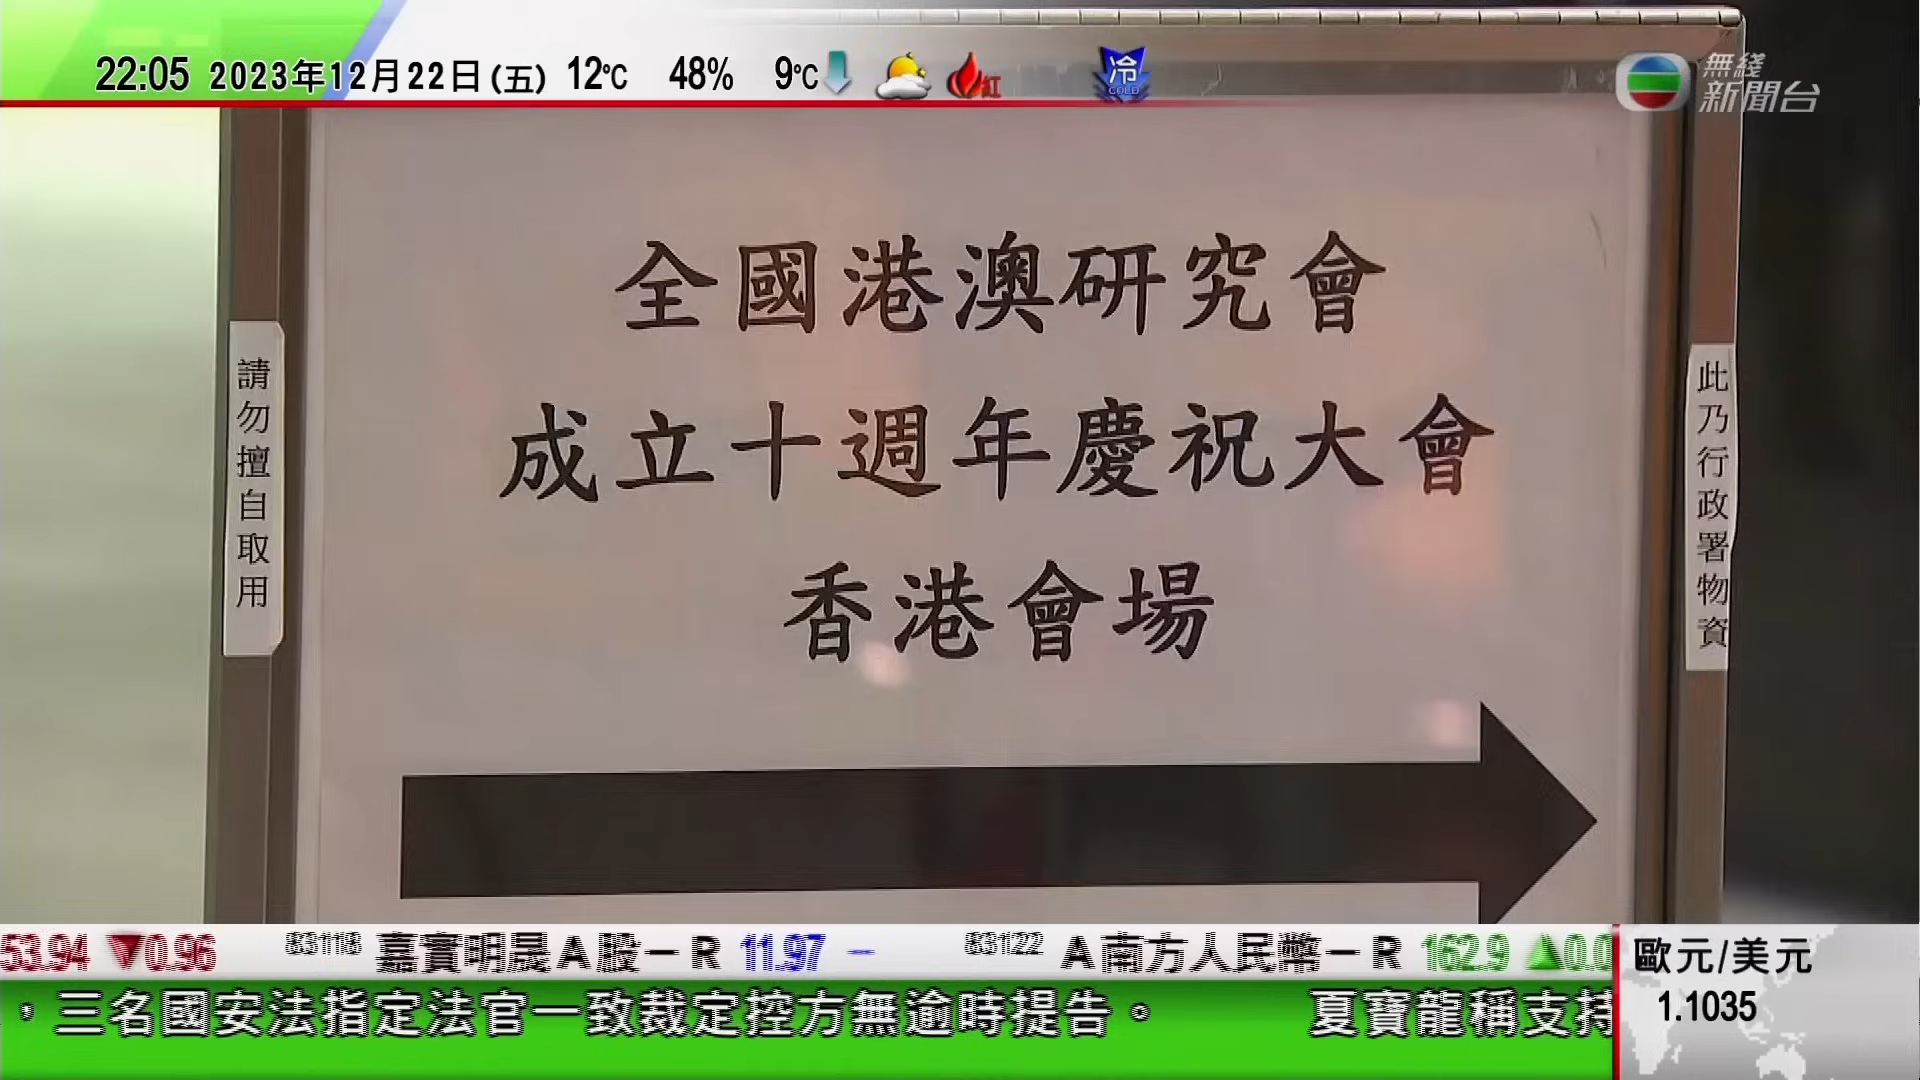 22:05 2023年12月22日(五) 12℃ 48% 9℃ 紅 冷 COLD
無綫
新聞台
全國港澳研究會
成立十週年慶祝大會
香港會場
請勿擅自取用
此乃行政署物資
53.94 ▼0.96 83118 嘉實明晟A股－R 11.97 － 83122 A南方人民幣－R 162.9 ▲0.0
，三名國安法指定法官一致裁定控方無逾時提告。 夏寶龍稱支持
歐元/美元
1.1035